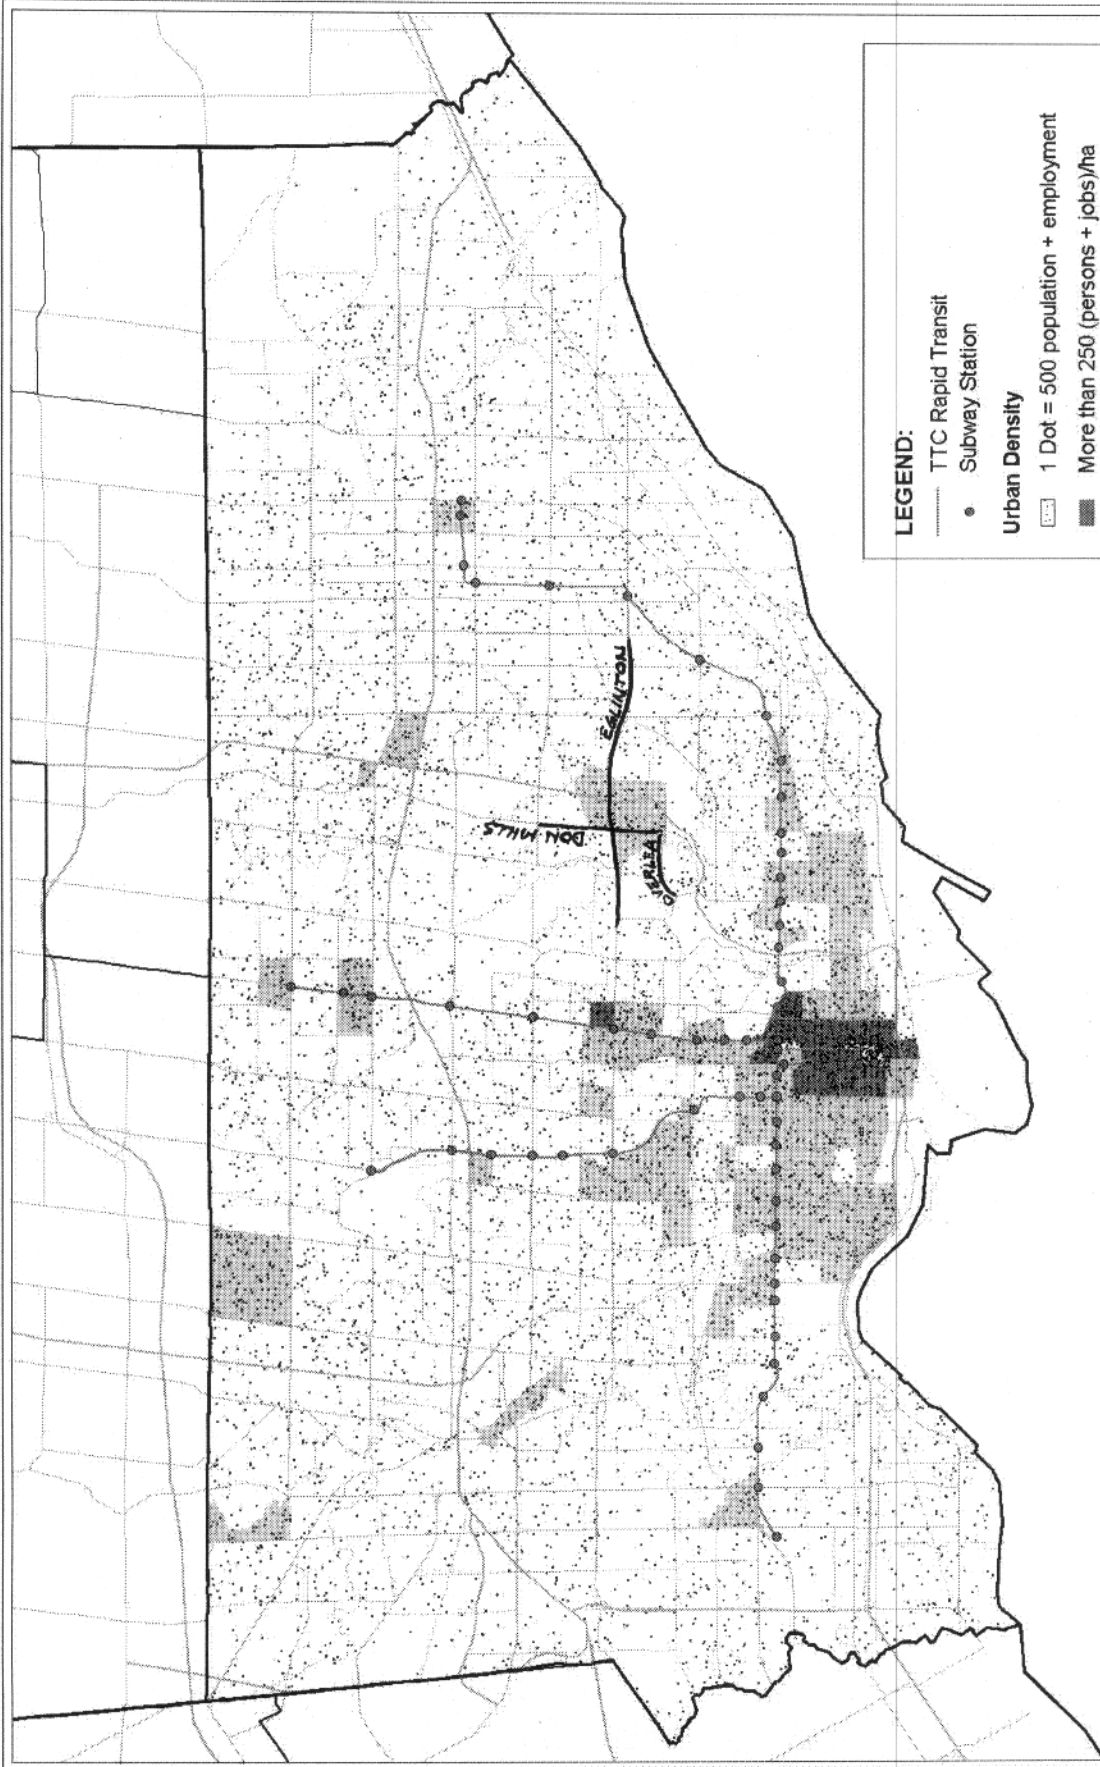 EGLINTON
DON MILLS
OVERLEA
LEGEND:
TTC Rapid Transit
Subway Station
Urban Density
1 Dot = 500 population + employment
More than 250 (persons + jobs)/ha